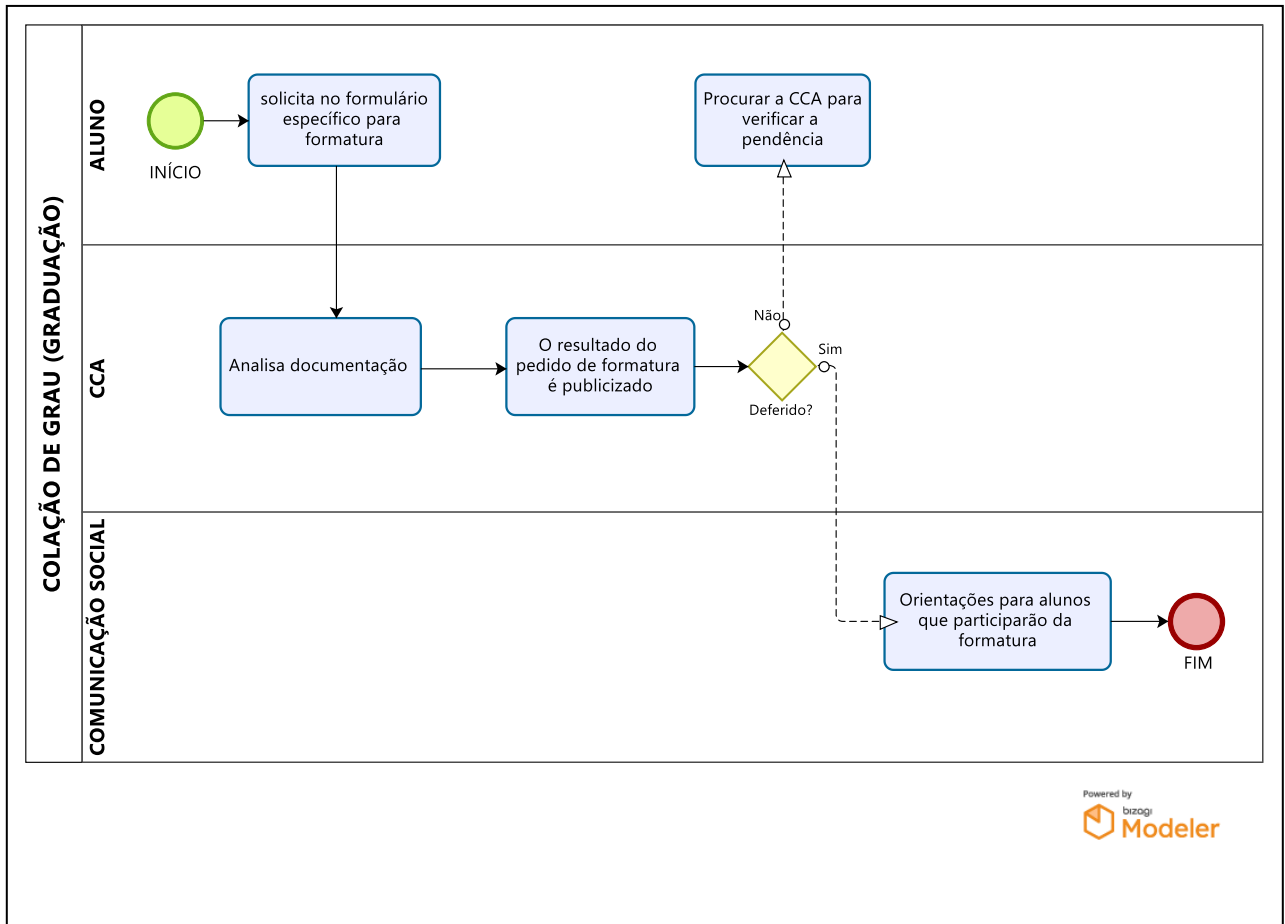 COLAÇÃO DE GRAU (GRADUAÇÃO)
ALUNO
INÍCIO
solicita no formulário
específico para
formatura
Procurar a CCA para
verificar a
pendência
CCA
Analisa documentação
O resultado do
pedido de formatura
é publicizado
Não
Sim
Deferido?
COMUNICAÇÃO SOCIAL
Orientações para alunos
que participarão da
formatura
FIM
Powered by
bizagi
Modeler